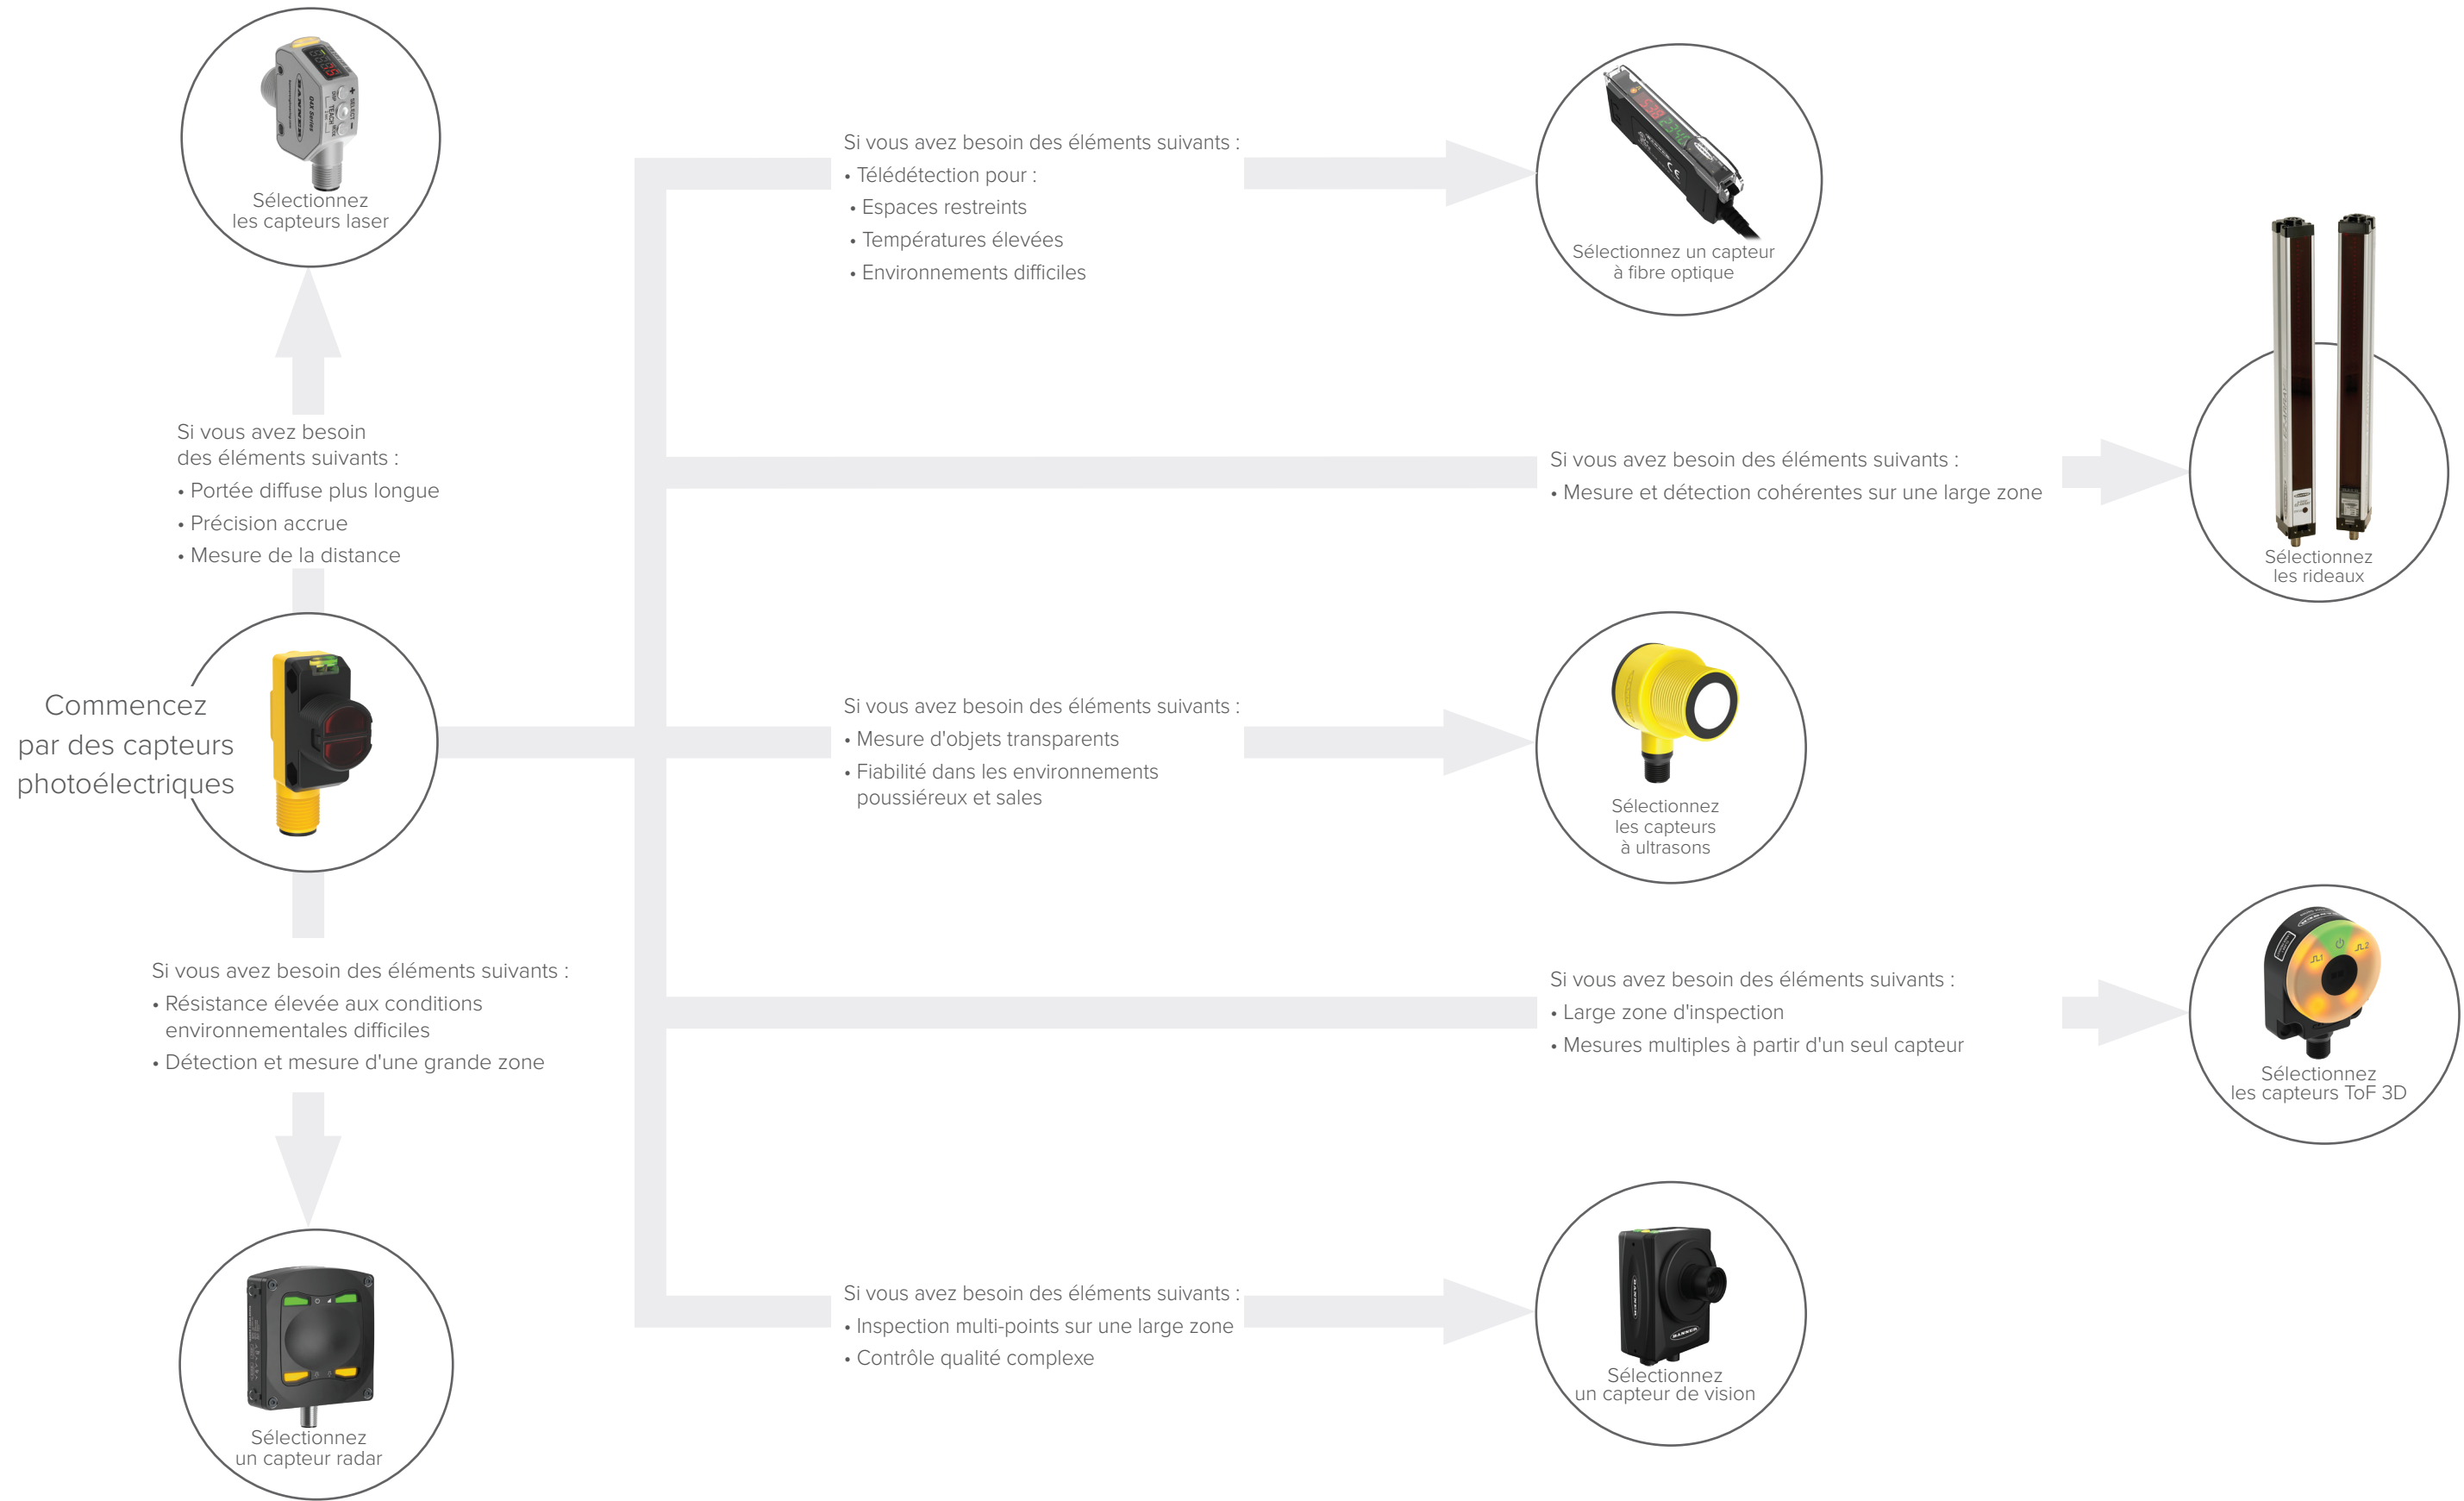 BANNER
Q4X Series
SELECT
TEACH
Sélectionnez
les capteurs laser
Si vous avez besoin
des éléments suivants :
• Portée diffuse plus longue
• Précision accrue
• Mesure de la distance
Commencez
par des capteurs
photoélectriques
Si vous avez besoin des éléments suivants :
• Résistance élevée aux conditions
environnementales difficiles
• Détection et mesure d'une grande zone
Sélectionnez
un capteur radar
Si vous avez besoin des éléments suivants :
• Télédétection pour :
• Espaces restreints
• Températures élevées
• Environnements difficiles
Sélectionnez un capteur
à fibre optique
Si vous avez besoin des éléments suivants :
• Mesure et détection cohérentes sur une large zone
Sélectionnez
les rideaux
Si vous avez besoin des éléments suivants :
• Mesure d'objets transparents
• Fiabilité dans les environnements
poussiéreux et sales
Sélectionnez
les capteurs
à ultrasons
Si vous avez besoin des éléments suivants :
• Large zone d'inspection
• Mesures multiples à partir d'un seul capteur
Sélectionnez
les capteurs ToF 3D
Si vous avez besoin des éléments suivants :
• Inspection multi-points sur une large zone
• Contrôle qualité complexe
BANNER
BANNER
Sélectionnez
un capteur de vision